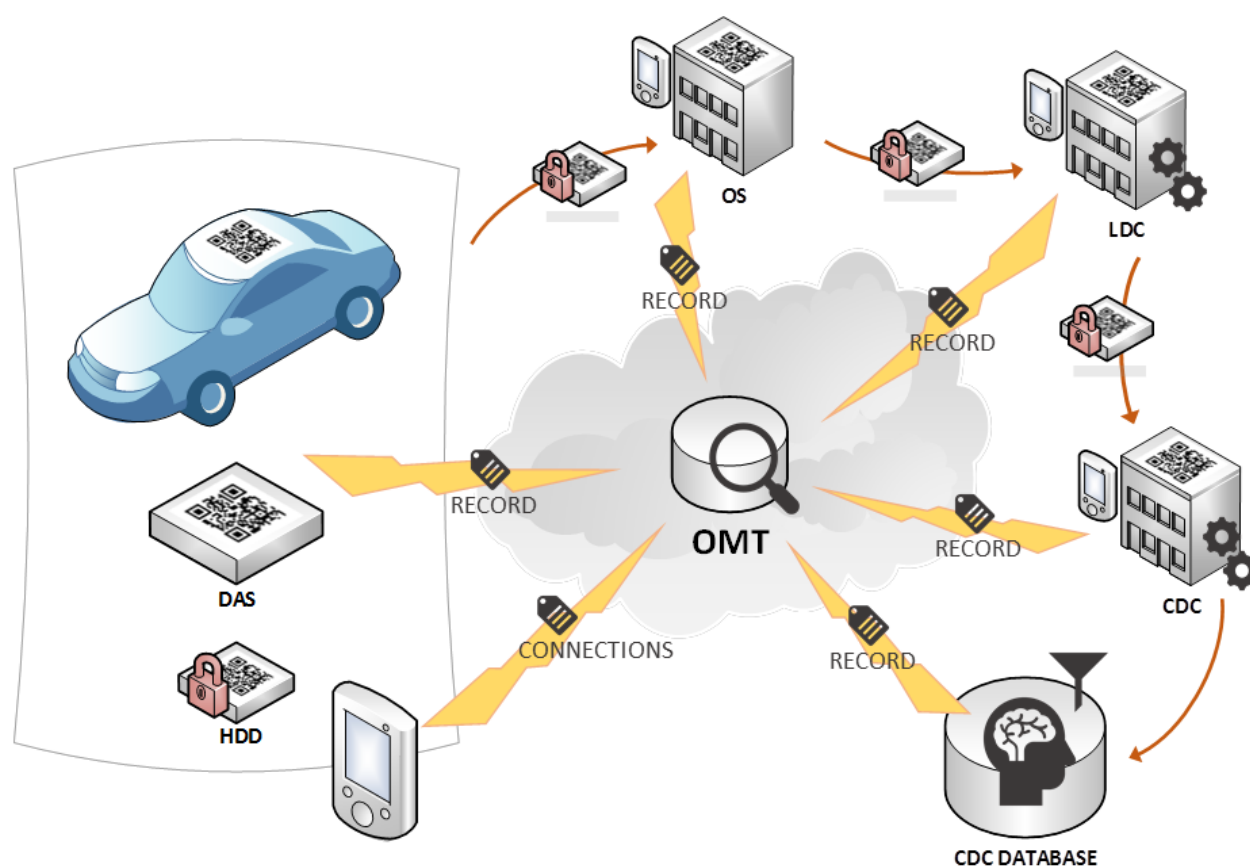 OS
LDC
RECORD
RECORD
DAS
RECORD
OMT
RECORD
CDC
HDD
CONNECTIONS
RECORD
CDC DATABASE